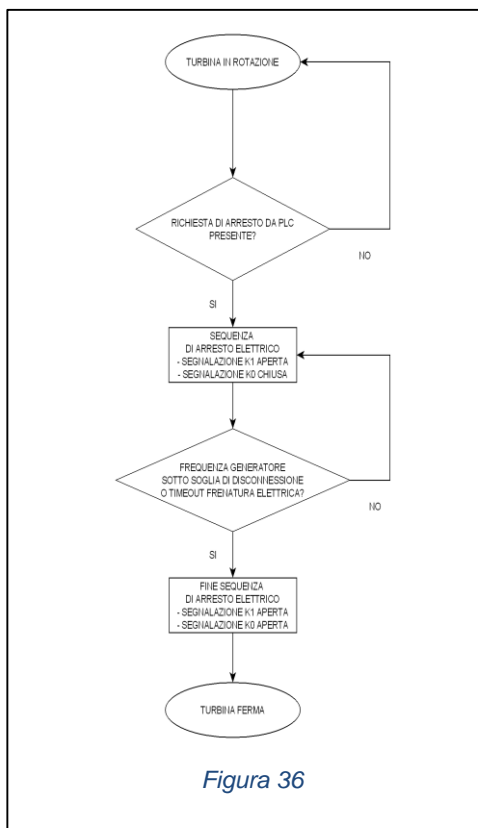 TURBINA IN ROTAZIONE
RICHIESTA DI ARRESTO DA PLC
PRESENTE?
NO
SI
SEQUENZA
DI ARRESTO ELETTRICO
- SEGNALAZIONE K1 APERTA
- SEGNALAZIONE K0 CHIUSA
FREQUENZA GENERATORE
SOTTO SOGLIA DI DISCONNESSIONE
O TIMEOUT FRENATURA ELETTRICA?
NO
SI
FINE SEQUENZA
DI ARRESTO ELETTRICO
- SEGNALAZIONE K1 APERTA
- SEGNALAZIONE K0 APERTA
TURBINA FERMA
Figura 36